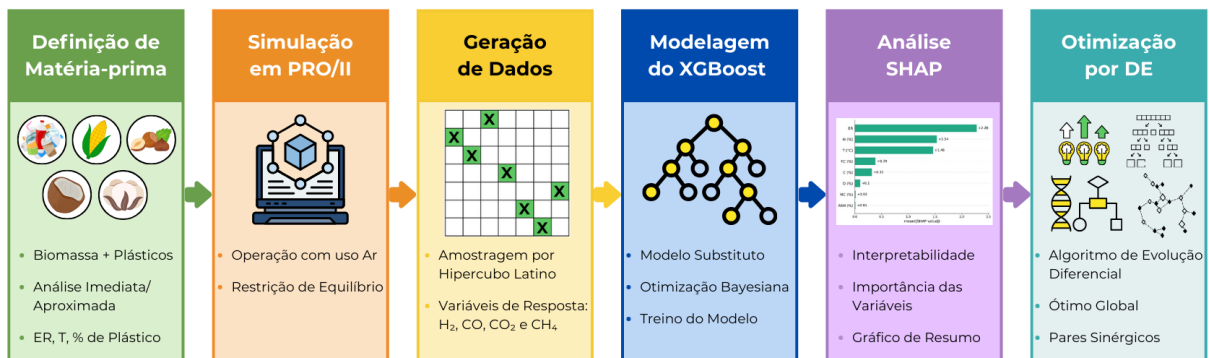 Definição de
Matéria-prima
• Biomassa + Plásticos
• Análise Imediata/
Aproximada
• ER, T, % de Plástico
Simulação
em PRO/II
• Operação com uso Ar
• Restrição de Equilíbrio
Geração
de Dados
X
X
X
X
X
X
X
• Amostragem por
Hipercubo Latino
• Variáveis de Resposta:
H₂, CO, CO₂ e CH₄
Modelagem
do XGBoost
• Modelo Substituto
• Otimização Bayesiana
• Treino do Modelo
Análise
SHAP
• Interpretabilidade
• Importância das
Variáveis
• Gráfico de Resumo
Otimização
por DE
• Algoritmo de Evolução
Diferencial
• Ótimo Global
• Pares Sinérgicos